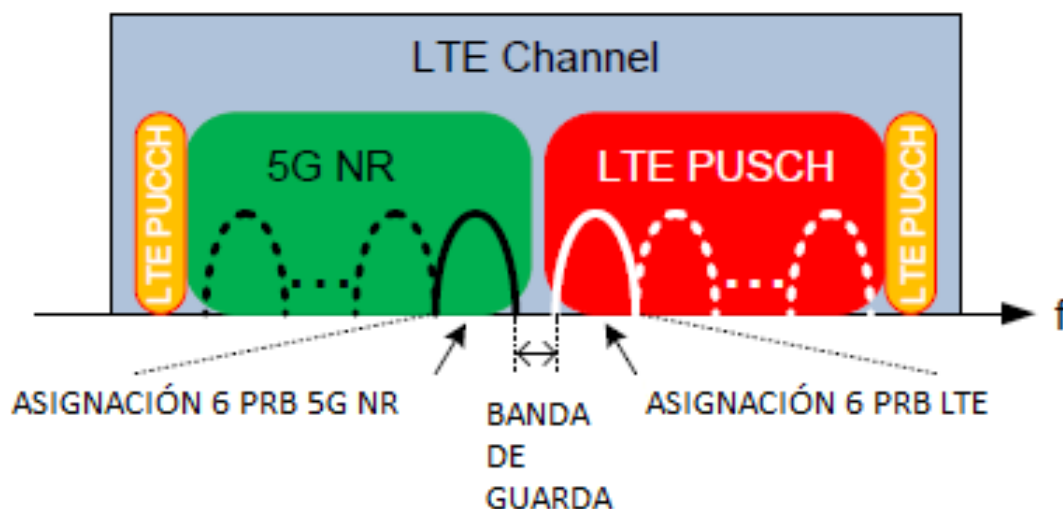 LTE Channel
LTE PUCCH
5G NR
LTE PUSCH
LTE PUCCH
f
ASIGNACIÓN 6 PRB 5G NR
BANDA
DE
GUARDA
ASIGNACIÓN 6 PRB LTE